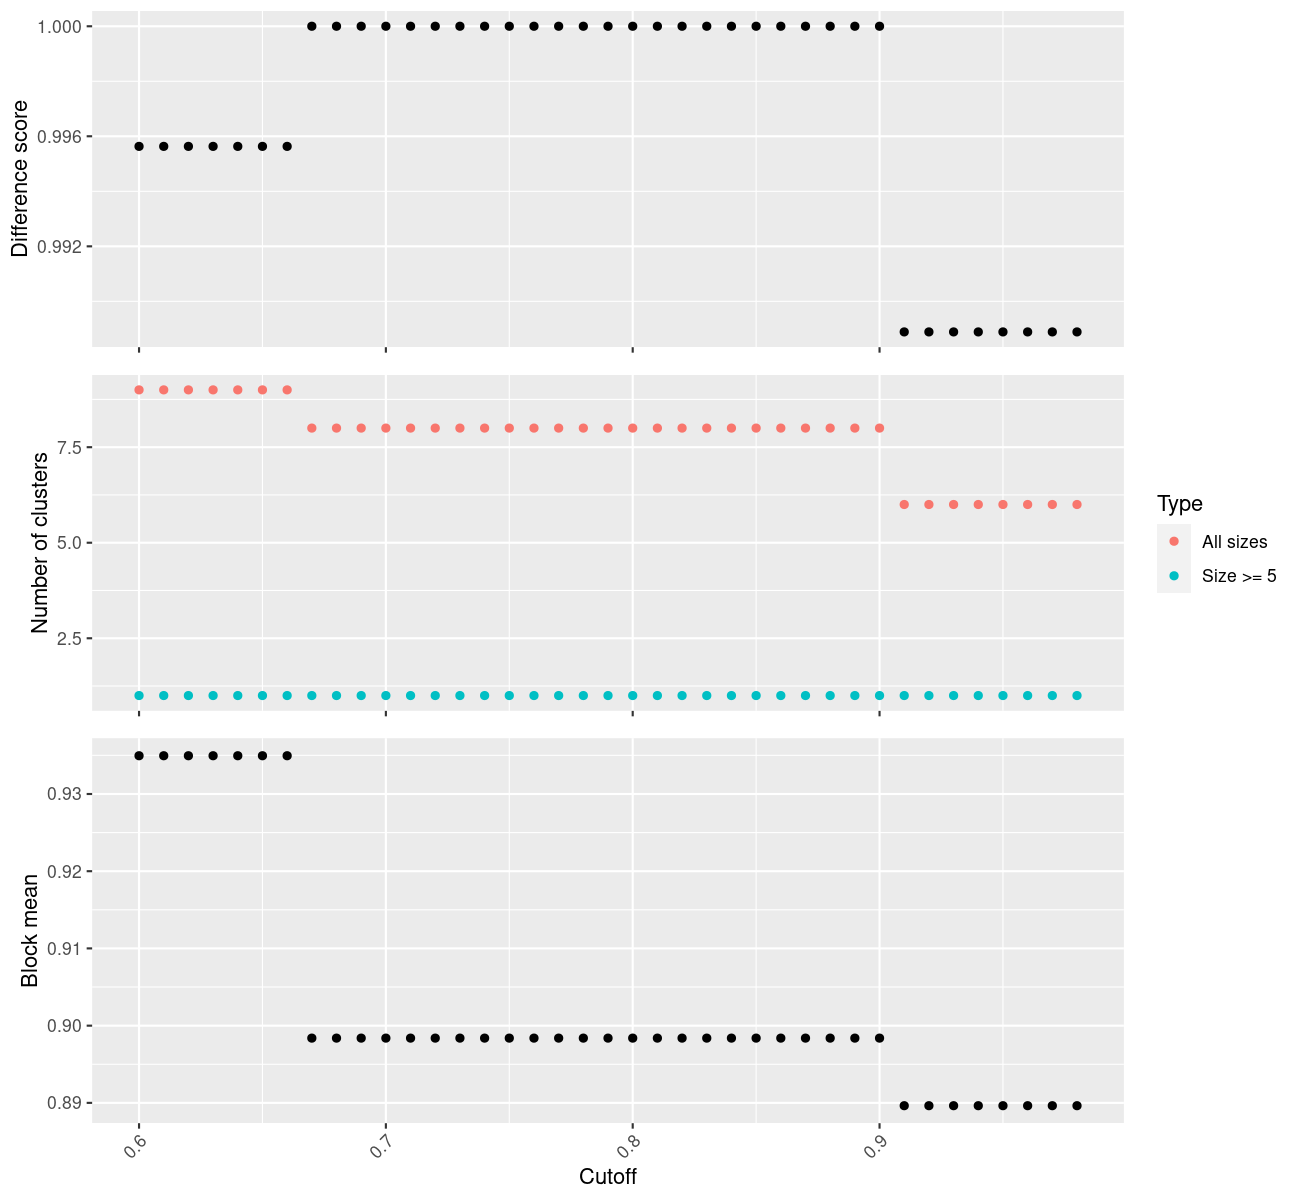 Difference score
1.000
0.996
0.992
Number of clusters
7.5
5.0
2.5
Type
All sizes
Size >= 5
Block mean
0.93
0.92
0.91
0.90
0.89
0.6 0.7 0.8 0.9
Cutoff